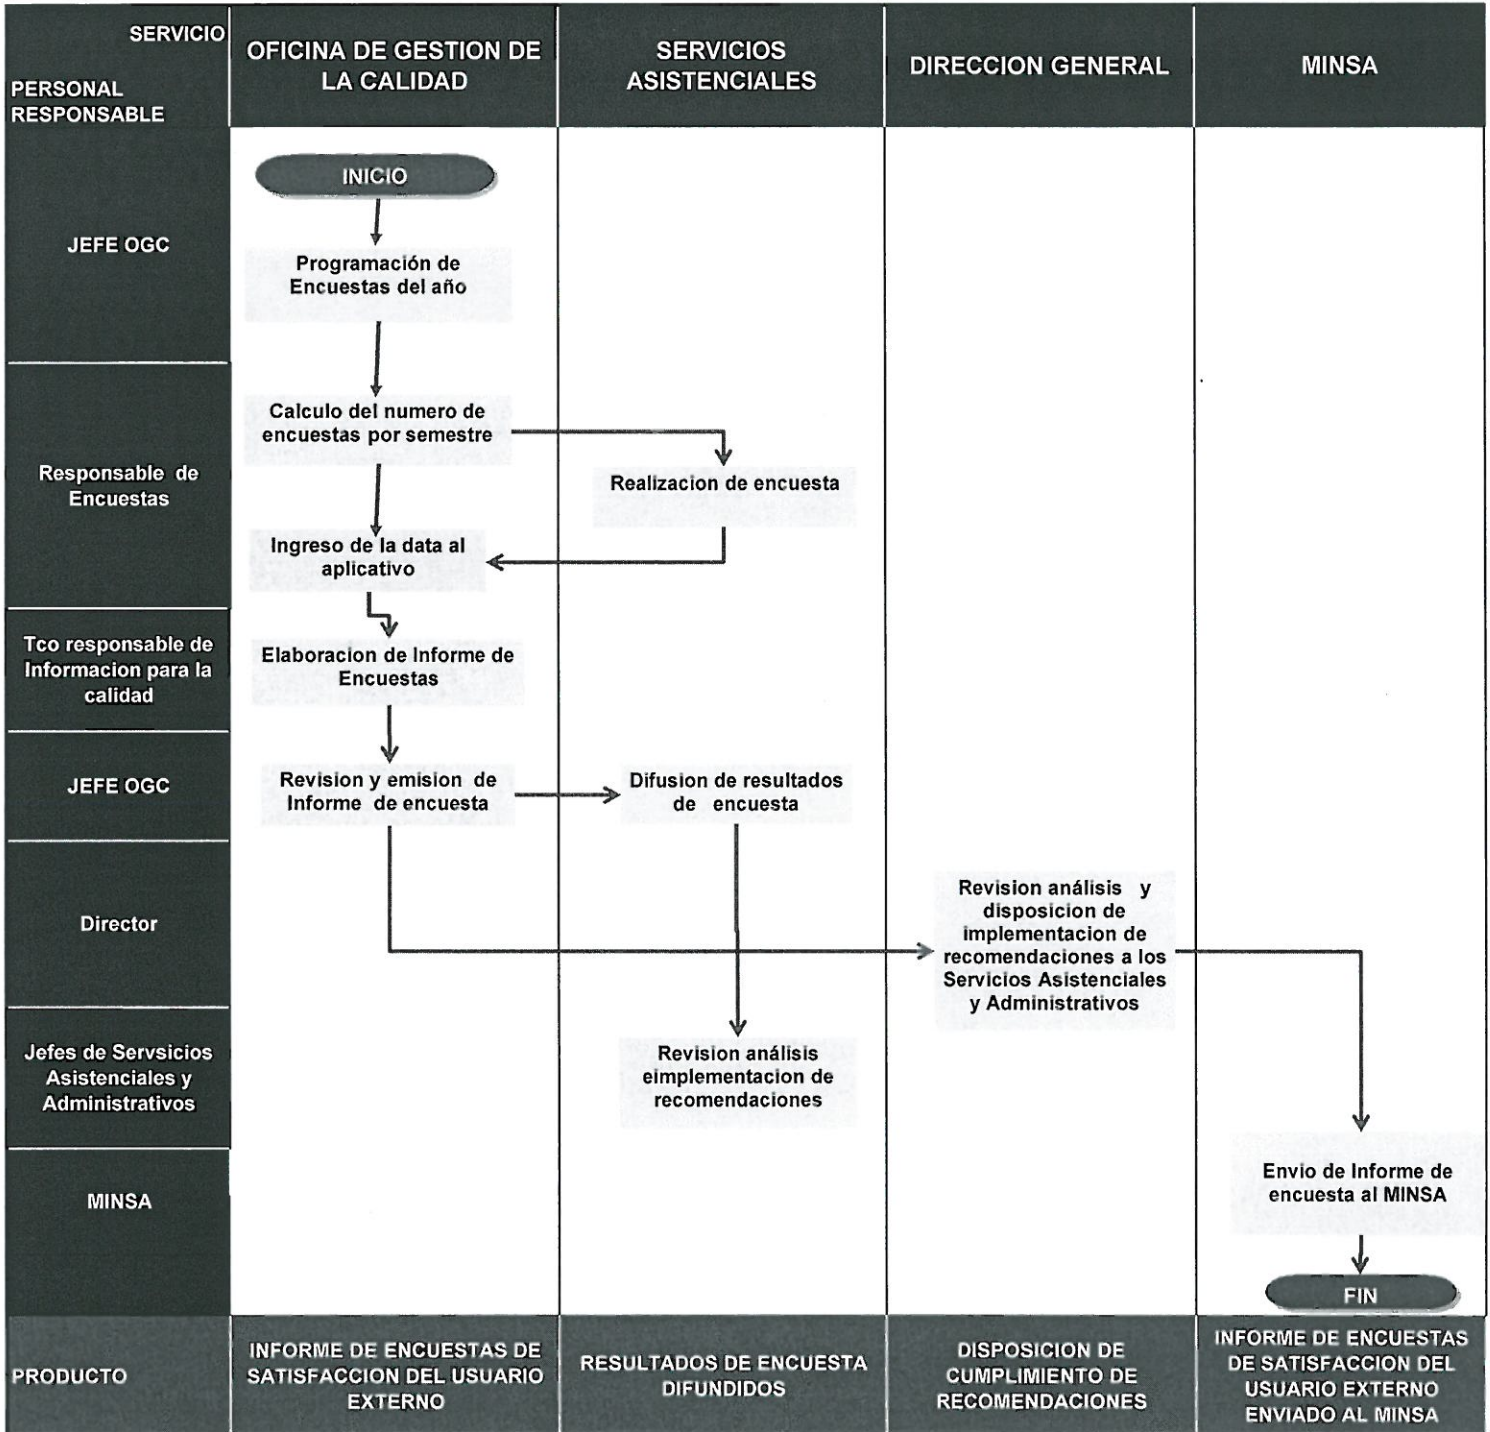 SERVICIO
PERSONAL
RESPONSABLE
OFICINA DE GESTION DE
LA CALIDAD
SERVICIOS
ASISTENCIALES
DIRECCION GENERAL
MINSA
JEFE OGC
INICIO
Programación de
Encuestas del año
Responsable de
Encuestas
Calculo del numero de
encuestas por semestre
Realizacion de encuesta
Ingreso de la data al
aplicativo
Tco responsable de
Informacion para la
calidad
Elaboracion de Informe de
Encuestas
JEFE OGC
Revision y emision de
Informe de encuesta
Difusion de resultados
de encuesta
Director
Revision análisis y
disposicion de
implementacion de
recomendaciones a los
Servicios Asistenciales
y Administrativos
Jefes de Servsicios
Asistenciales y
Administrativos
Revision análisis
eimplementacion de
recomendaciones
MINSA
Envio de Informe de
encuesta al MINSA
FIN
PRODUCTO
INFORME DE ENCUESTAS DE
SATISFACCION DEL USUARIO
EXTERNO
RESULTADOS DE ENCUESTA
DIFUNDIDOS
DISPOSICION DE
CUMPLIMIENTO DE
RECOMENDACIONES
INFORME DE ENCUESTAS
DE SATISFACCION DEL
USUARIO EXTERNO
ENVIADO AL MINSA